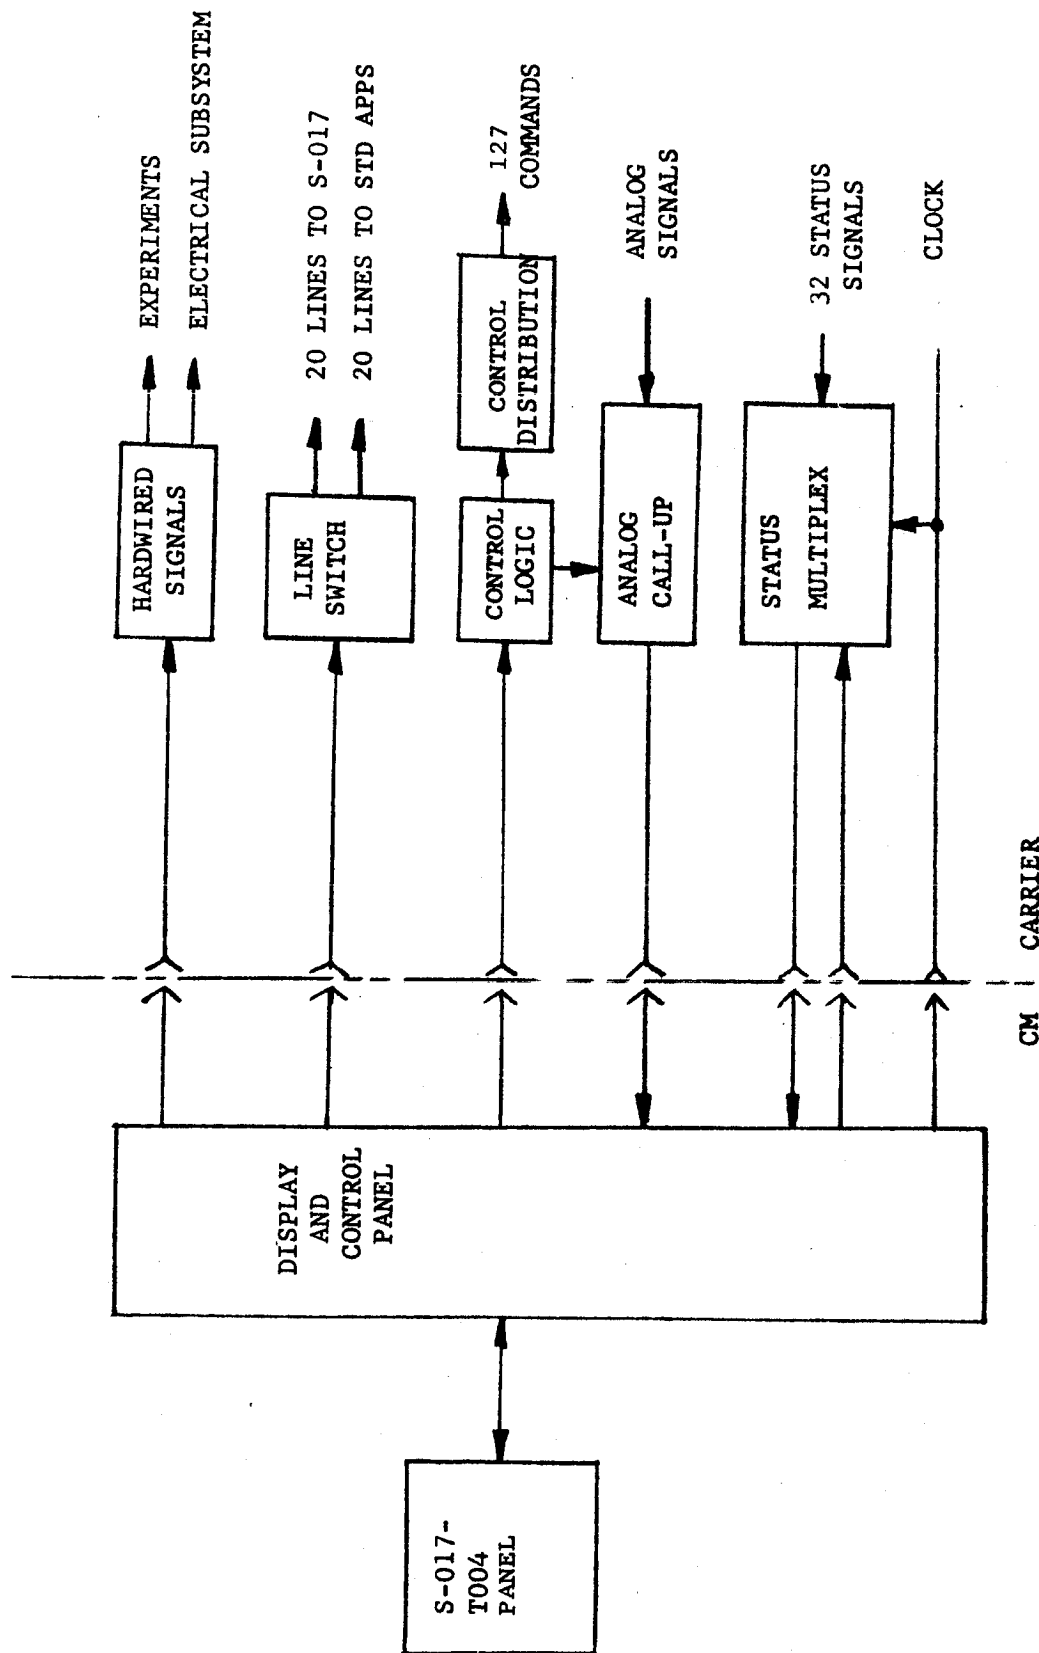 S-017-
T004
PANEL
DISPLAY
AND
CONTROL
PANEL
CM
CARRIER
HARDWIRED
SIGNALS
EXPERIMENTS
ELECTRICAL SUBSYSTEM
LINE
SWITCH
20 LINES TO S-017
20 LINES TO STD APPS
CONTROL
LOGIC
CONTROL
DISTRIBUTION
127
COMMANDS
ANALOG
CALL-UP
ANALOG
SIGNALS
STATUS
MULTIPLEX
32 STATUS
SIGNALS
CLOCK